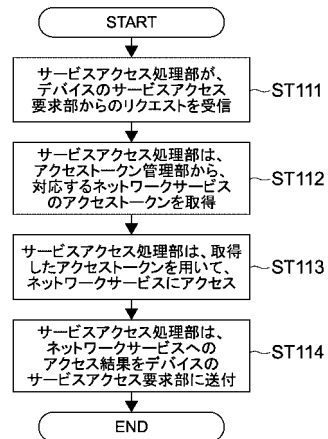 START
サービスアクセス処理部が、
デバイスのサービスアクセス
要求部からのリクエストを受信
ST111
サービスアクセス処理部は、
アクセストークン管理部から、
対応するネットワークサービス
のアクセストークンを取得
ST112
サービスアクセス処理部は、取得
したアクセストークンを用いて、
ネットワークサービスにアクセス
ST113
サービスアクセス処理部は、
ネットワークサービスへの
アクセス結果をデバイスの
サービスアクセス要求部に送付
ST114
END